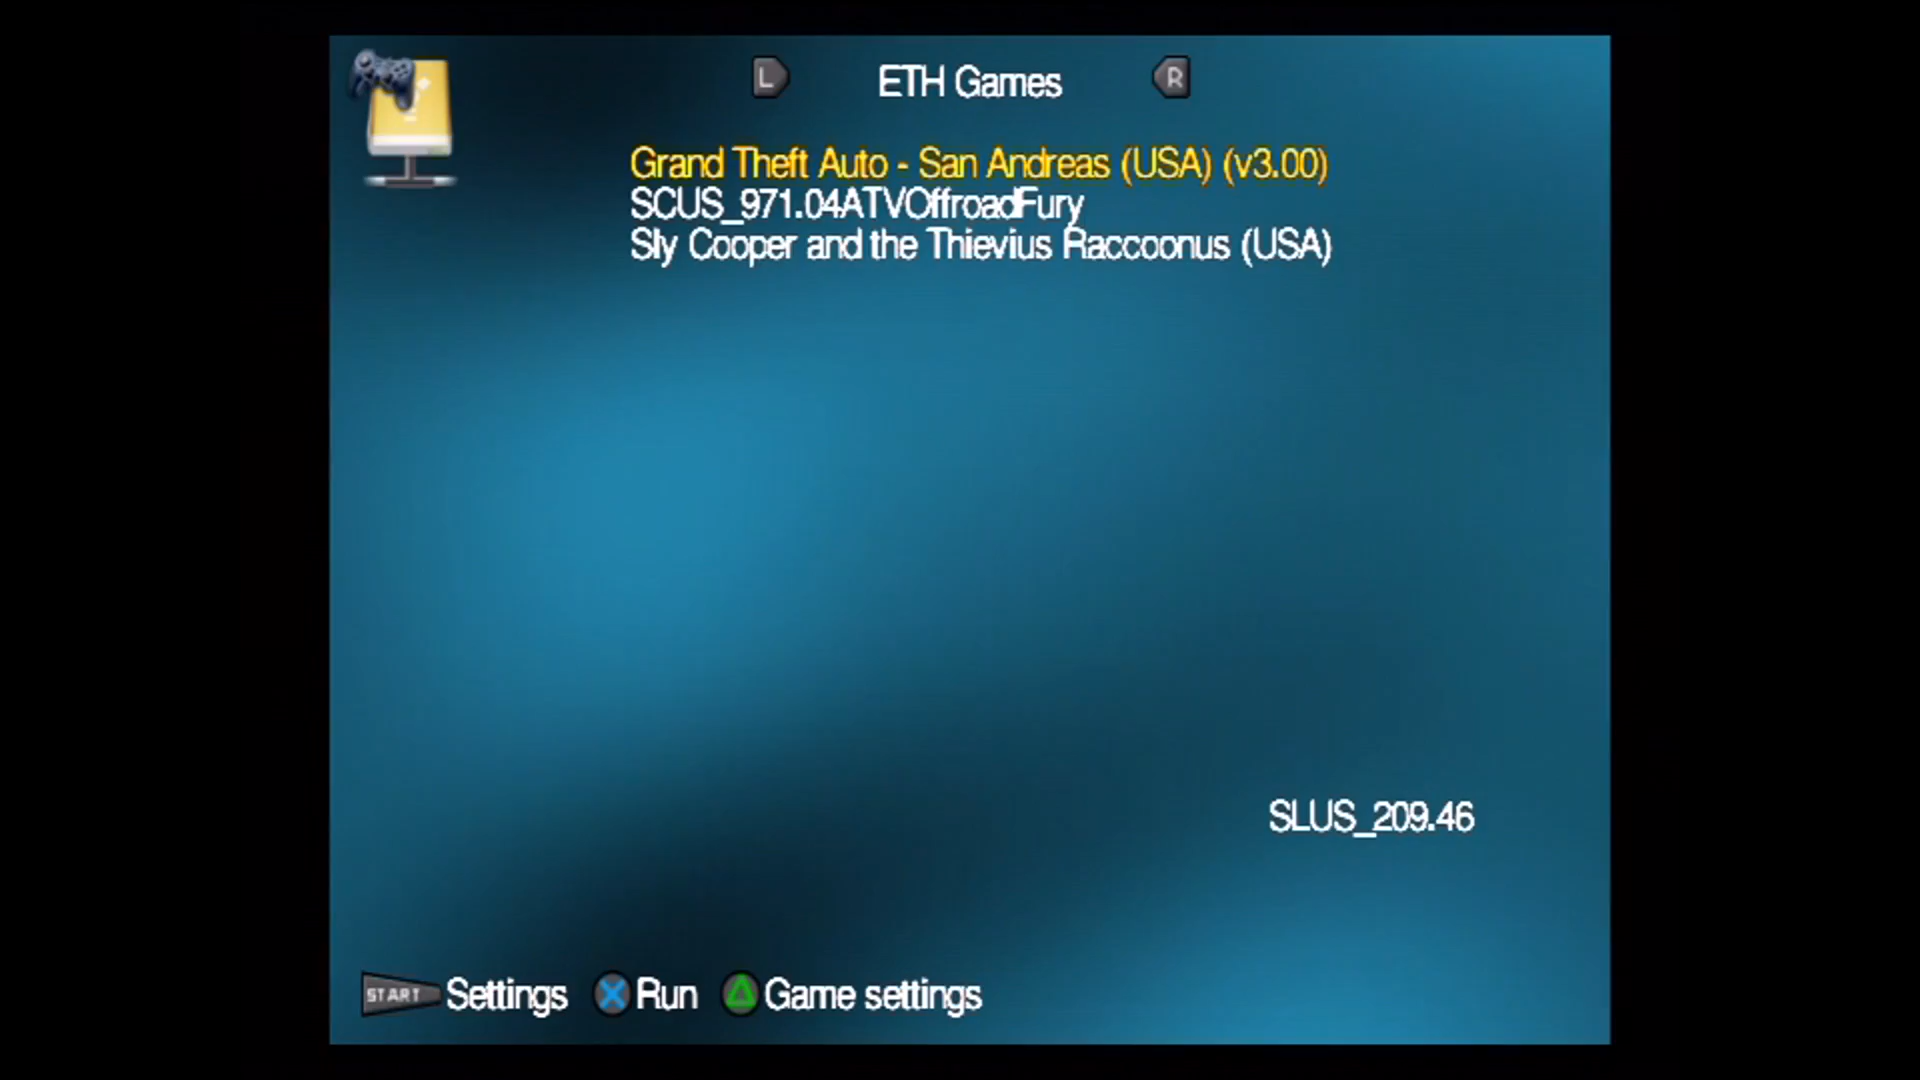 L ETH Games R
Grand Theft Auto - San Andreas (USA) (v3.00)
SCUS_971.04ATVOffroadFury
Sly Cooper and the Thievius Raccoonus (USA)
SLUS_209.46
START Settings Run Game settings